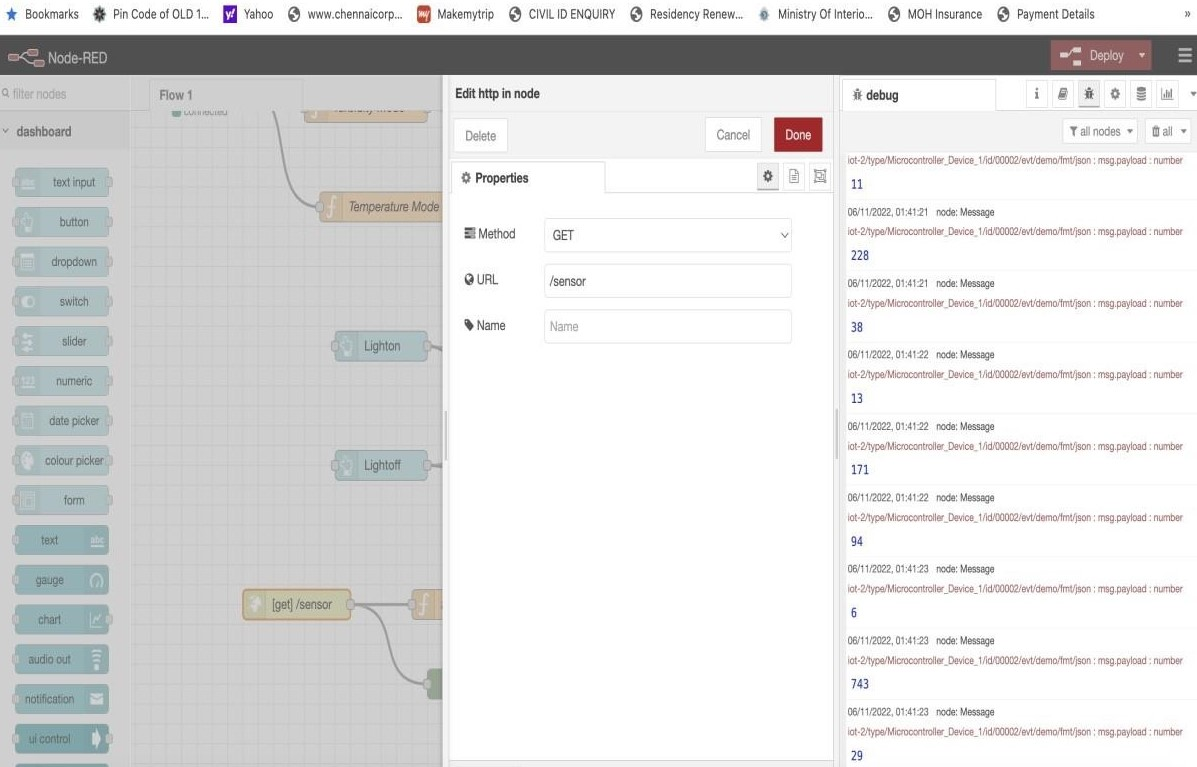 Bookmarks Pin Code of OLD 1... Yahoo www.chennaicorp... Makemytrip CIVIL ID ENQUIRY Residency Renew... Ministry Of Interio... MOH Insurance Payment Details »
Node-RED Deploy
filter nodes
dashboard
text input
button
dropdown
switch
slider
numeric
date picker
colour picker
form
text
gauge
chart
audio out
notification
ui control
Flow 1
connected
Temperature Mode
Lighton
Lightoff
[get] /sensor
Edit http in node
Delete Cancel Done
Properties
Method GET
URL /sensor
Name Name
debug
all nodes all
iot-2/type/Microcontroller_Device_1/id/00002/evt/demo/fmt/json : msg.payload : number
11
06/11/2022, 01:41:21 node: Message
iot-2/type/Microcontroller_Device_1/id/00002/evt/demo/fmt/json : msg.payload : number
228
06/11/2022, 01:41:21 node: Message
iot-2/type/Microcontroller_Device_1/id/00002/evt/demo/fmt/json : msg.payload : number
38
06/11/2022, 01:41:22 node: Message
iot-2/type/Microcontroller_Device_1/id/00002/evt/demo/fmt/json : msg.payload : number
13
06/11/2022, 01:41:22 node: Message
iot-2/type/Microcontroller_Device_1/id/00002/evt/demo/fmt/json : msg.payload : number
171
06/11/2022, 01:41:22 node: Message
iot-2/type/Microcontroller_Device_1/id/00002/evt/demo/fmt/json : msg.payload : number
94
06/11/2022, 01:41:23 node: Message
iot-2/type/Microcontroller_Device_1/id/00002/evt/demo/fmt/json : msg.payload : number
6
06/11/2022, 01:41:23 node: Message
iot-2/type/Microcontroller_Device_1/id/00002/evt/demo/fmt/json : msg.payload : number
743
06/11/2022, 01:41:23 node: Message
iot-2/type/Microcontroller_Device_1/id/00002/evt/demo/fmt/json : msg.payload : number
29